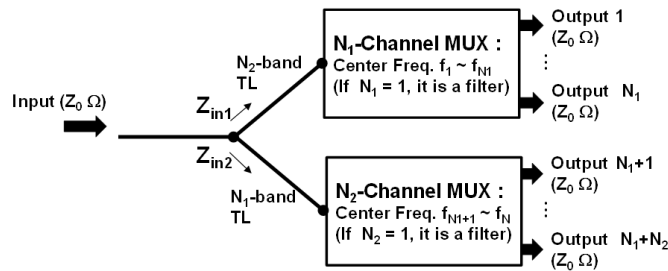 Input (Z0 Ω)
Zin1
Zin2
N2-band
TL
N1-band
TL
N1-Channel MUX :
Center Freq. f1 ~ fN1
(If N1 = 1, it is a filter)
N2-Channel MUX :
Center Freq. fN1+1 ~ fN
(If N2 = 1, it is a filter)
Output 1
(Z0 Ω)
⋮
Output N1
(Z0 Ω)
Output N1+1
(Z0 Ω)
⋮
Output N1+N2
(Z0 Ω)